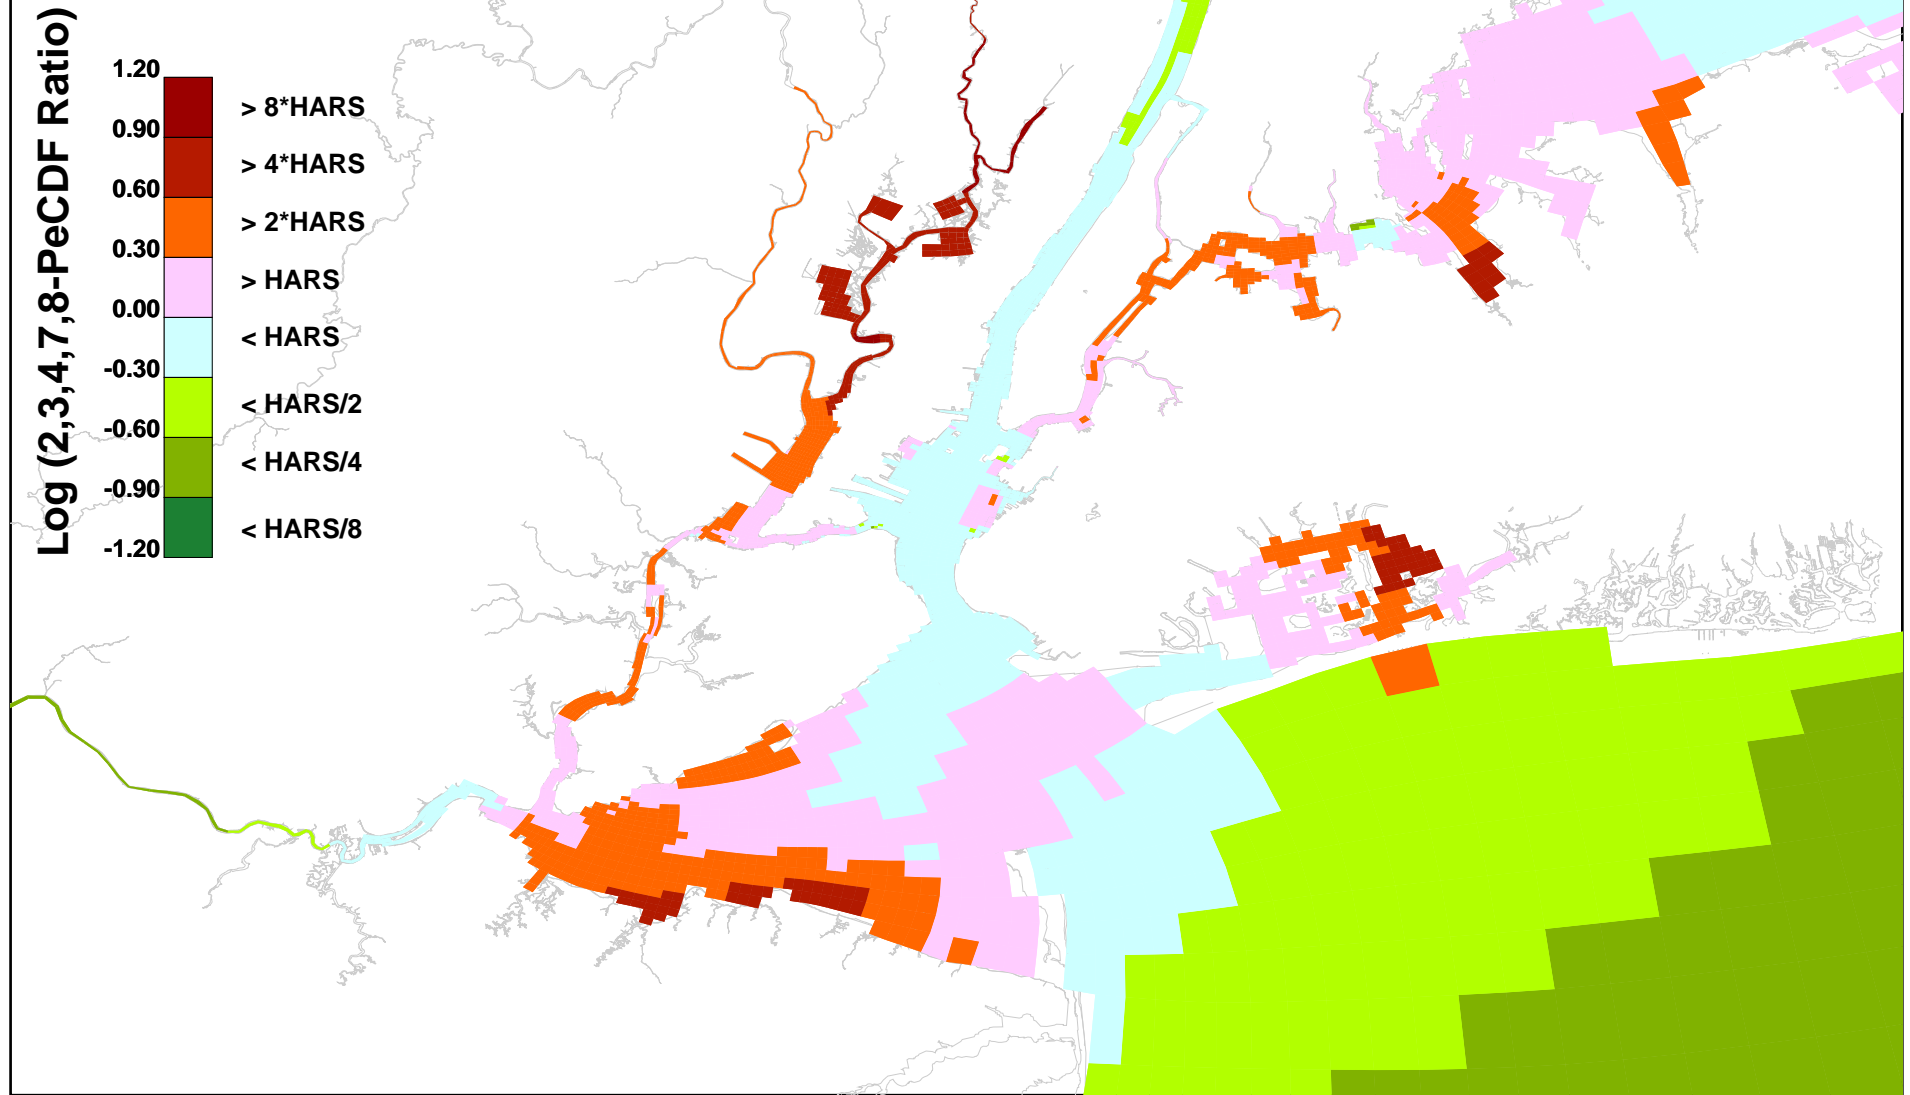 Log (2,3,4,7,8-PeCDF Ratio)
1.20
0.90
0.60
0.30
0.00
-0.30
-0.60
-0.90
-1.20
> 8*HARS
> 4*HARS
> 2*HARS
> HARS
< HARS
< HARS/2
< HARS/4
< HARS/8